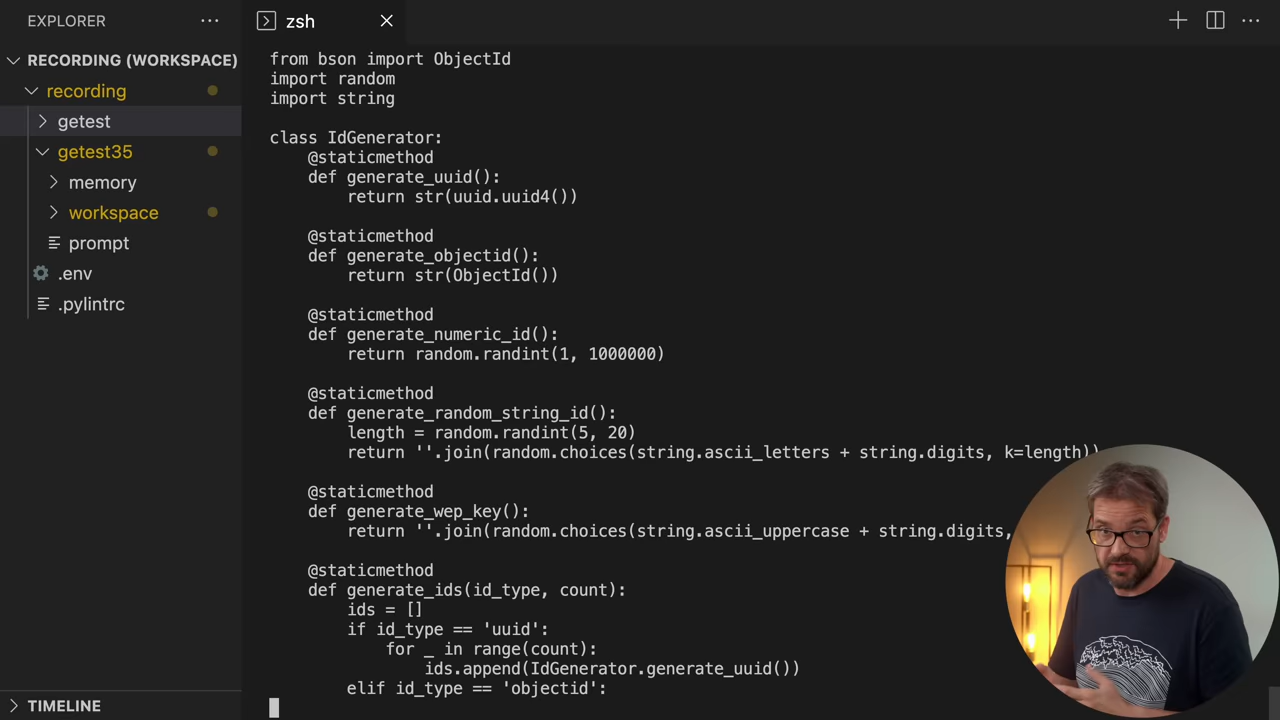 EXPLORER
RECORDING (WORKSPACE)
recording
getest
getest35
memory
workspace
prompt
.env
.pylintrc
TIMELINE
zsh
from bson import ObjectId
import random
import string
class IdGenerator:
    @staticmethod
    def generate_uuid():
        return str(uuid.uuid4())
    @staticmethod
    def generate_objectid():
        return str(ObjectId())
    @staticmethod
    def generate_numeric_id():
        return random.randint(1, 1000000)
    @staticmethod
    def generate_random_string_id():
        length = random.randint(5, 20)
        return ''.join(random.choices(string.ascii_letters + string.digits, k=length))
    @staticmethod
    def generate_wep_key():
        return ''.join(random.choices(string.ascii_uppercase + string.digits,
    @staticmethod
    def generate_ids(id_type, count):
        ids = []
        if id_type == 'uuid':
            for _ in range(count):
                ids.append(IdGenerator.generate_uuid())
        elif id_type == 'objectid':